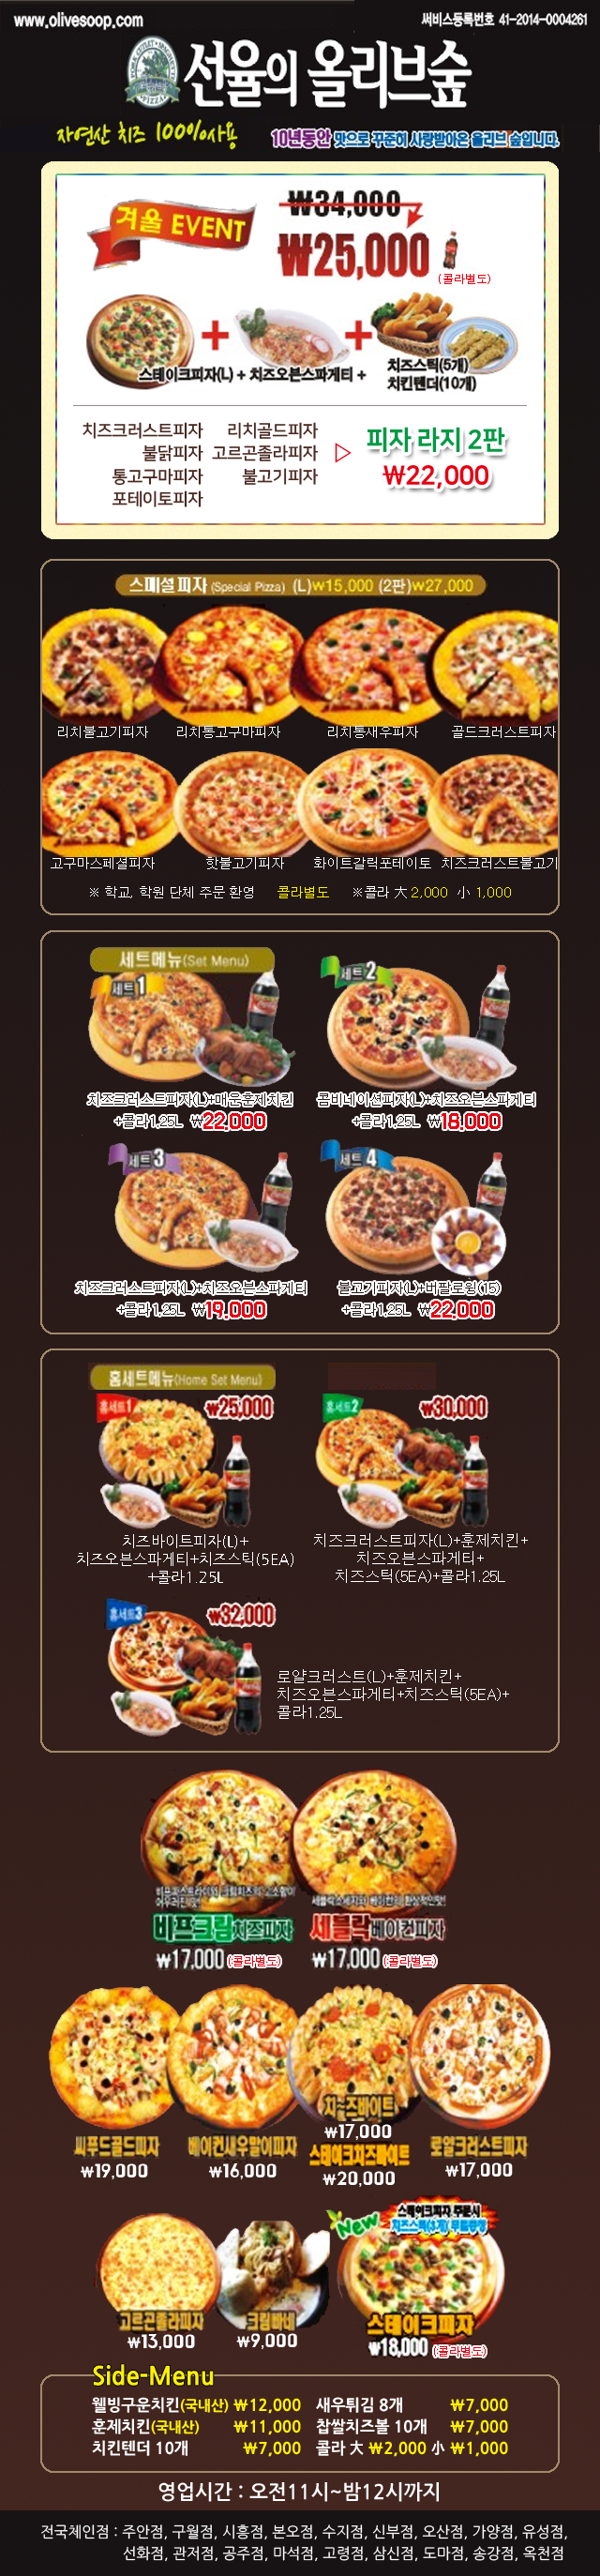 www.olivesoop.com
써비스등록번호 41-2014-0004261
선율의 올리브숲
PIZZA
자연산 치즈 100%사용
10년동안 맛으로 꾸준히 사랑받아온 올리브 숲입니다.
겨울 EVENT
₩34,000
₩25,000
(콜라별도)
스테이크피자(L) + 치즈오븐스파게티 +
치즈스틱(5개)
치킨텐더(10개)
치즈크러스트피자 리치골드피자
불닭피자 고르곤졸라피자
통고구마피자 불고기피자
포테이토피자
▷ 피자 라지 2판
₩22,000
스페셜피자 (Special Pizza) (L)₩15,000 (2판)₩27,000
리치불고기피자 리치통고구마피자 리치통새우피자 골드크러스트피자
고구마스페셜피자 핫불고기피자 화이트갈릭포테이토 치즈크러스트불고기
※ 학교, 학원 단체 주문 환영 콜라별도 ※콜라 大 2,000 小 1,000
세트메뉴(Set Menu)
세트1
치즈크러스트피자(L)+매운훈제치킨
+콜라1.25L ₩22,000
세트2
콤비네이션피자(L)+치즈오븐스파게티
+콜라1.25L ₩18,000
세트3
치즈크러스트피자(L)+치즈오븐스파게티
+콜라1.25L ₩19,000
세트4
불고기피자(L)+버팔로윙(15)
+콜라1.25L ₩22,000
홈세트메뉴(Home Set Menu)
홈세트1 ₩25,000
치즈바이트피자(L)+
치즈오븐스파게티+치즈스틱(5EA)
+콜라1.25L
홈세트2 ₩30,000
치즈크러스트피자(L)+훈제치킨+
치즈오븐스파게티+
치즈스틱(5EA)+콜라1.25L
홈세트3 ₩32,000
로얄크러스트(L)+훈제치킨+
치즈오븐스파게티+치즈스틱(5EA)+
콜라1.25L
비프크림치즈피자
₩17,000 (콜라별도)
세블락베이컨피자
₩17,000 (콜라별도)
씨푸드골드피자
₩19,000
베이컨새우말이피자
₩16,000
치즈바이트
₩17,000
스테이크치즈바이트
₩20,000
로얄크러스트피자
₩17,000
고르곤졸라피자
₩13,000
크림빠네
₩9,000
New
스테이크피자 주문시
치즈스틱(3개) 무료증정
스테이크피자
₩18,000 (콜라별도)
Side-Menu
웰빙구운치킨(국내산) ₩12,000 새우튀김 8개 ₩7,000
훈제치킨(국내산) ₩11,000 찹쌀치즈볼 10개 ₩7,000
치킨텐더 10개 ₩7,000 콜라 大 ₩2,000 小 ₩1,000
영업시간 : 오전11시~밤12시까지
전국체인점 : 주안점, 구월점, 시흥점, 본오점, 수지점, 신부점, 오산점, 가양점, 유성점,
선화점, 관저점, 공주점, 마석점, 고령점, 삼신점, 도마점, 송강점, 옥천점